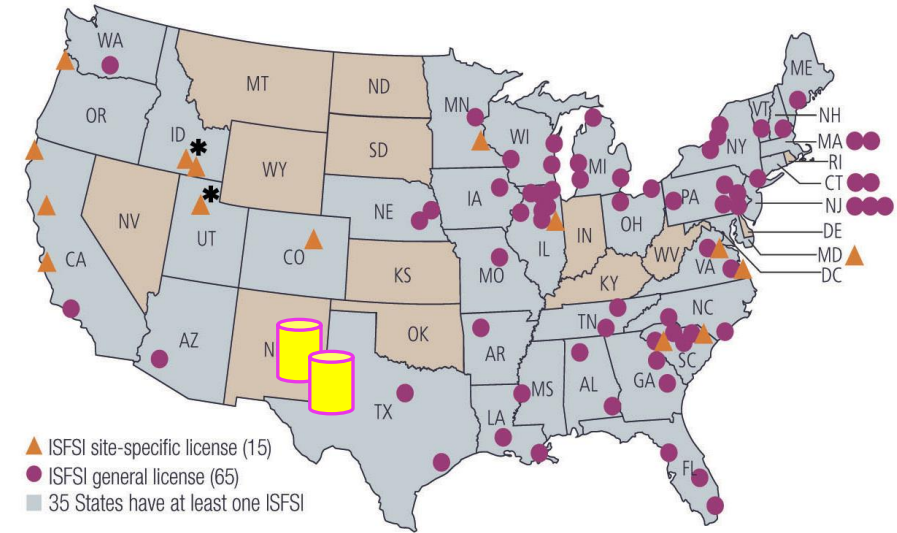 WA
MT
ND
MN
ME
OR
ID
*
WY
SD
WI
MI
NY
VT
NH
MA
RI
CT
NJ
*
NV
UT
CO
NE
IA
IL
IN
OH
PA
DE
MD
DC
CA
KS
MO
KY
WV
VA
AZ
N
OK
AR
TN
NC
SC
TX
LA
MS
AL
GA
FL
ISFSI site-specific license (15)
ISFSI general license (65)
35 States have at least one ISFSI